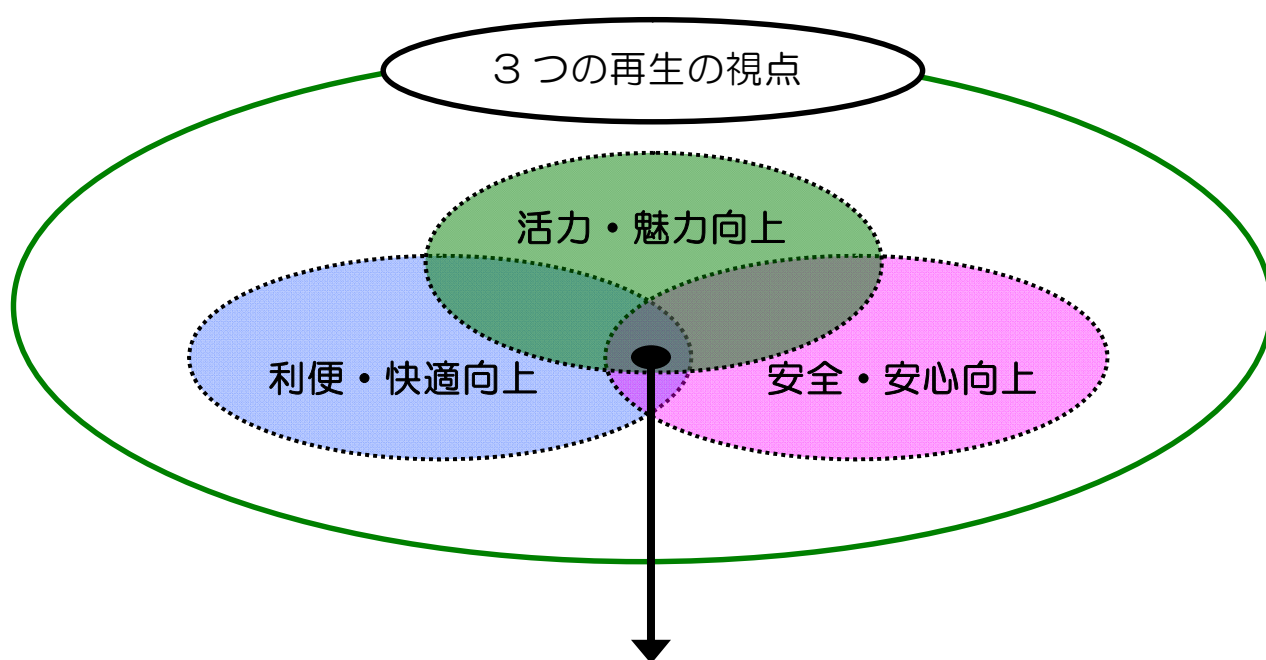 3つの再生の視点
活力・魅力向上
利便・快適向上
安全・安心向上